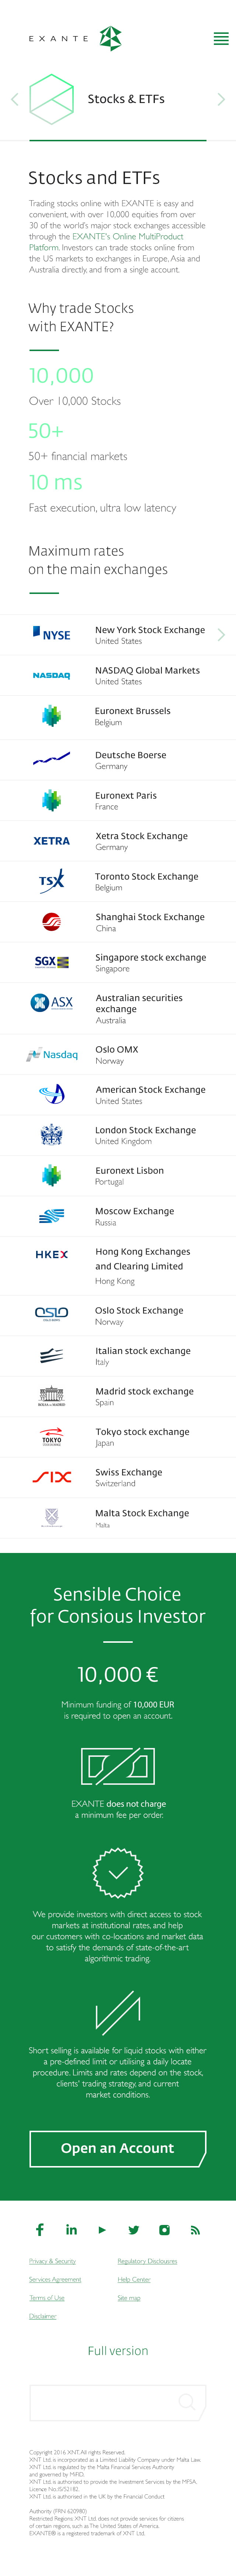 EXANTE
Stocks & ETFs
Stocks and ETFs
Trading stocks online with EXANTE is easy and
convenient, with over 10,000 equities from over
30 of the world's major stock exchanges accessible
through the EXANTE's Online MultiProduct
Platform. Investors can trade stocks online from
the US markets to exchanges in Europe, Asia and
Australia directly, and from a single account.
Why trade Stocks
with EXANTE?
10,000
Over 10,000 Stocks
50+
50+ financial markets
10 ms
Fast execution, ultra low latency
Maximum rates
on the main exchanges
NYSE
New York Stock Exchange
United States
NASDAQ
NASDAQ Global Markets
United States
Euronext Brussels
Belgium
Deutsche Boerse
Germany
Euronext Paris
France
XETRA
Xetra Stock Exchange
Germany
TSX
Toronto Stock Exchange
Belgium
Shanghai Stock Exchange
China
SGX
Singapore stock exchange
Singapore
ASX
Australian securities
exchange
Australia
Nasdaq
Oslo OMX
Norway
American Stock Exchange
United States
London Stock Exchange
United Kingdom
Euronext Lisbon
Portugal
Moscow Exchange
Russia
HKEX
Hong Kong Exchanges
and Clearing Limited
Hong Kong
OSLO
Oslo Stock Exchange
Norway
Italian stock exchange
Italy
Madrid stock exchange
Spain
TOKYO
Tokyo stock exchange
Japan
SIX
Swiss Exchange
Switzerland
Malta Stock Exchange
Malta
Sensible Choice
for Consious Investor
10,000 €
Minimum funding of 10,000 EUR
is required to open an account.
EXANTE does not charge
a minimum fee per order.
We provide investors with direct access to stock
markets at institutional rates, and help
our customers with co-locations and market data
to satisfy the demands of state-of-the-art
algorithmic trading.
Short selling is available for liquid stocks with either
a pre-defined limit or utilising a daily locate
procedure. Limits and rates depend on the stock,
clients' trading strategy, and current
market conditions.
Open an Account
Privacy & Security
Regulatory Disclosures
Services Agreement
Help Center
Terms of Use
Site map
Disclaimer
Full version
Copyright 2016 XNT. All rights Reserved.
XNT Ltd. is incorporated as a Limited Liability Company under Malta Law.
XNT Ltd. is regulated by the Malta Financial Services Authority
and governed by MiFID.
XNT Ltd. is authorised to provide the Investment Services by the MFSA.
License No. IS/52182.
XNT Ltd. is authorised in the UK by the Financial Conduct
Authority (FRN 620980)
Restricted Regions: XNT Ltd. does not provide services for citizens
of certain regions, such as The United States of America.
EXANTE® is a registered trademark of XNT Ltd.